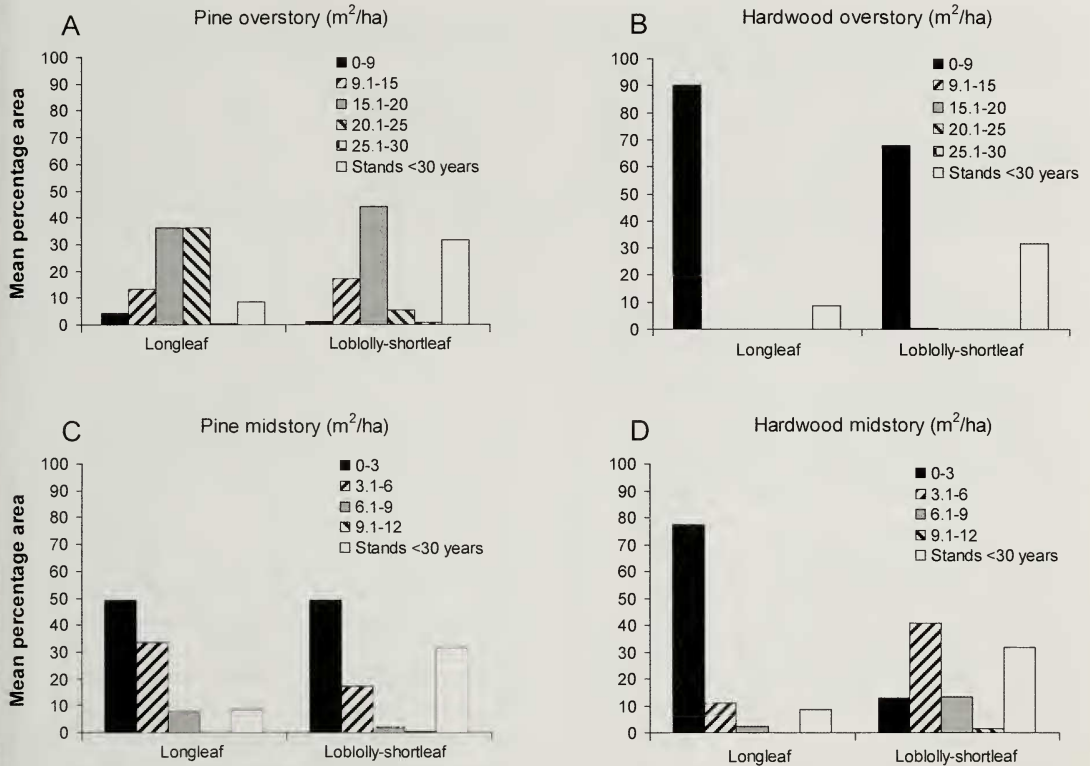 A
Pine overstory (m²/ha)
Mean percentage area
100
90
80
70
60
50
40
30
20
10
0
0-9
9.1-15
15.1-20
20.1-25
25.1-30
Stands <30 years
Longleaf
Loblolly-shortleaf
B
Hardwood overstory (m²/ha)
100
90
80
70
60
50
40
30
20
10
0
0-9
9.1-15
15.1-20
20.1-25
25.1-30
Stands <30 years
Longleaf
Loblolly-shortleaf
C
Pine midstory (m²/ha)
Mean percentage area
100
90
80
70
60
50
40
30
20
10
0
0-3
3.1-6
6.1-9
9.1-12
Stands <30 years
Longleaf
Loblolly-shortleaf
D
Hardwood midstory (m²/ha)
100
90
80
70
60
50
40
30
20
10
0
0-3
3.1-6
6.1-9
9.1-12
Stands <30 years
Longleaf
Loblolly-shortleaf